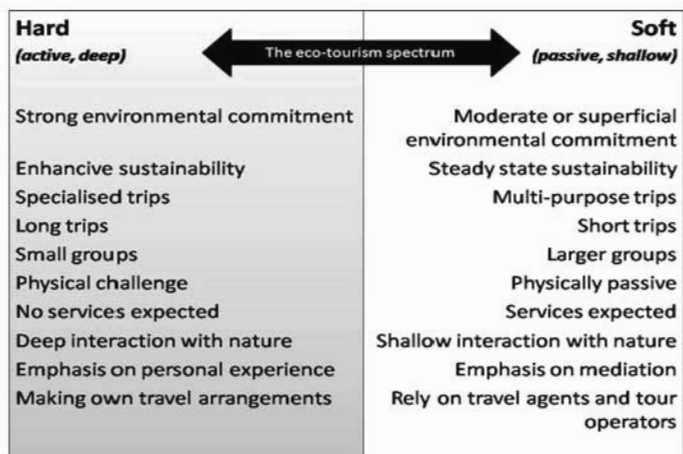 Hard
(active, deep)
The eco-tourism spectrum
Soft
(passive, shallow)
Strong environmental commitment
Moderate or superficial
environmental commitment
Enhancive sustainability
Steady state sustainability
Specialised trips
Multi-purpose trips
Long trips
Short trips
Small groups
Larger groups
Physical challenge
Physically passive
No services expected
Services expected
Deep interaction with nature
Shallow interaction with nature
Emphasis on personal experience
Emphasis on mediation
Making own travel arrangements
Rely on travel agents and tour
operators